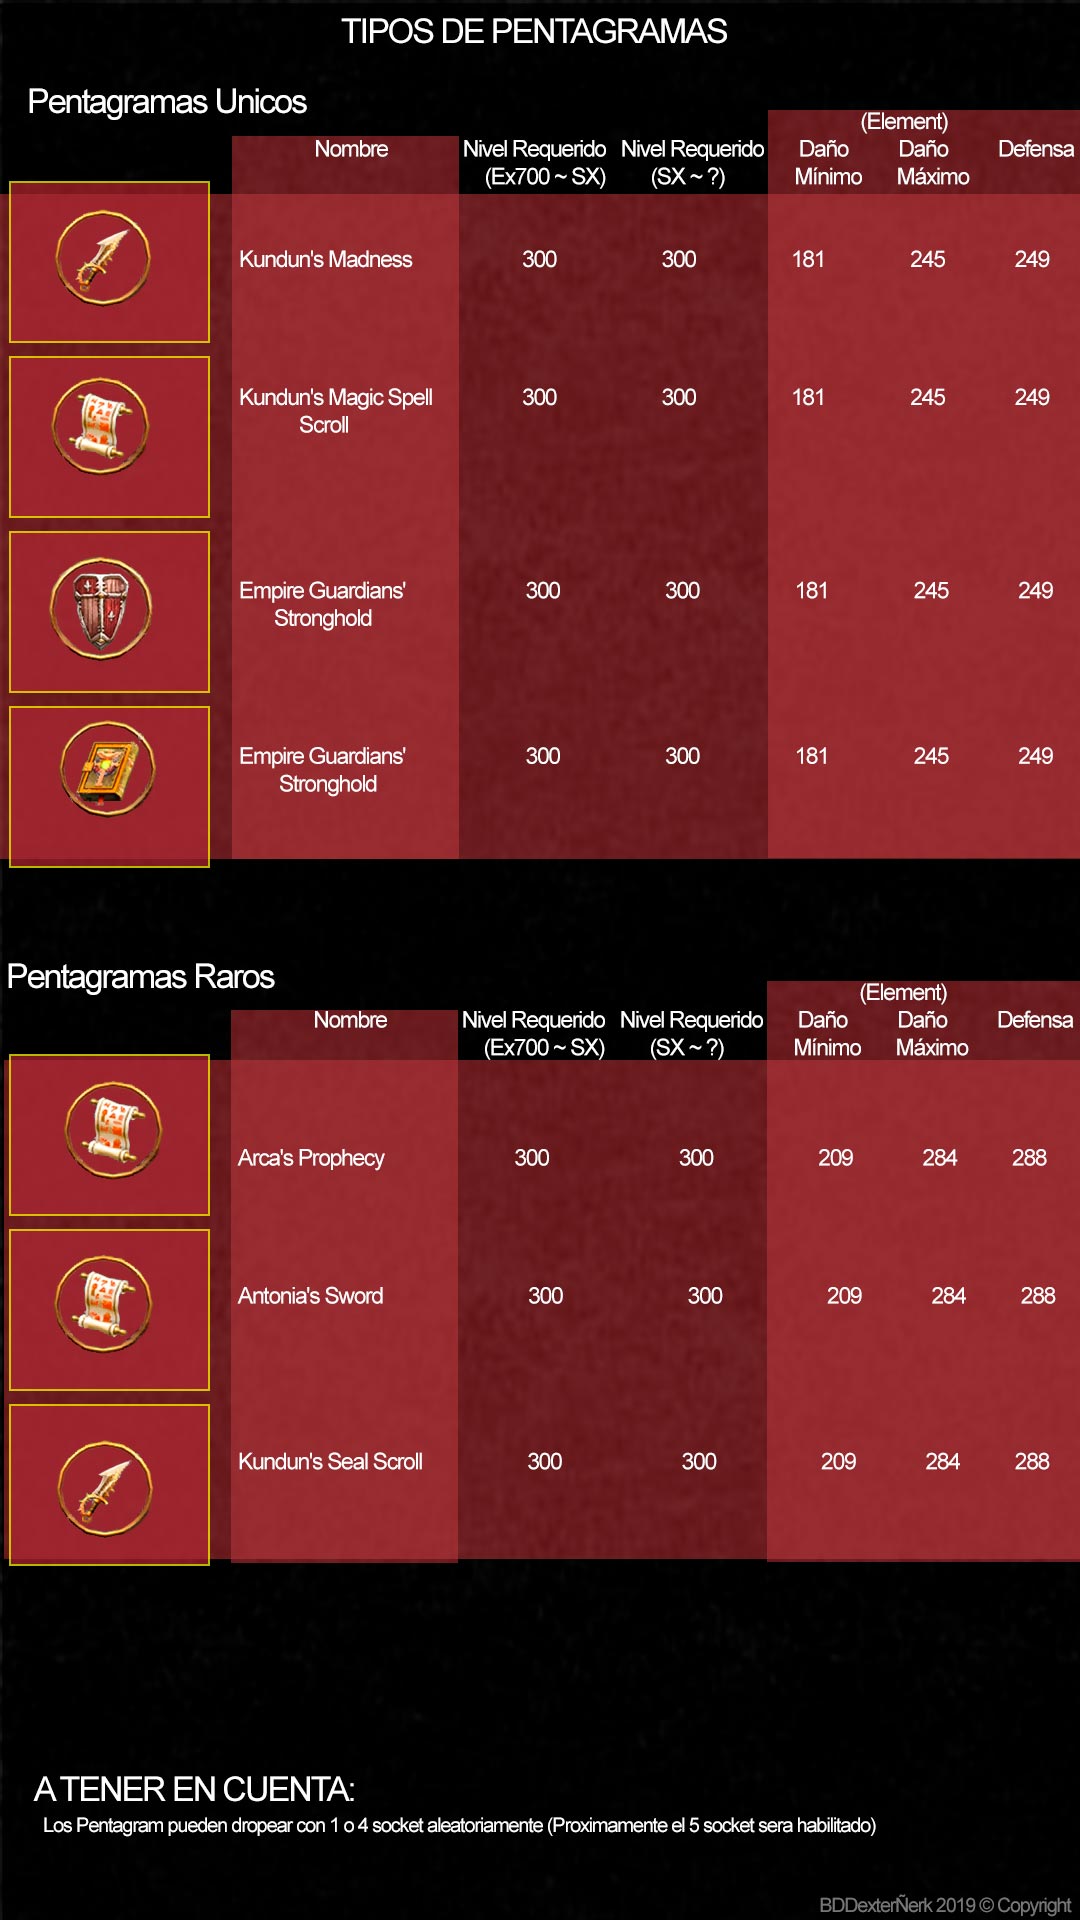 TIPOS DE PENTAGRAMAS
Pentagramas Unicos
(Element)
Nombre Nivel Requerido Nivel Requerido Daño Daño Defensa
(Ex700 ~ SX) (SX ~ ?) Mínimo Máximo
Kundun's Madness 300 300 181 245 249
Kundun's Magic Spell 300 300 181 245 249
Scroll
Empire Guardians' 300 300 181 245 249
Stronghold
Empire Guardians' 300 300 181 245 249
Stronghold
Pentagramas Raros
(Element)
Nombre Nivel Requerido Nivel Requerido Daño Daño Defensa
(Ex700 ~ SX) (SX ~ ?) Mínimo Máximo
Arca's Prophecy 300 300 209 284 288
Antonia's Sword 300 300 209 284 288
Kundun's Seal Scroll 300 300 209 284 288
A TENER EN CUENTA:
Los Pentagram pueden dropear con 1 o 4 socket aleatoriamente (Proximamente el 5 socket sera habilitado)
BDDexterÑerk 2019 © Copyright